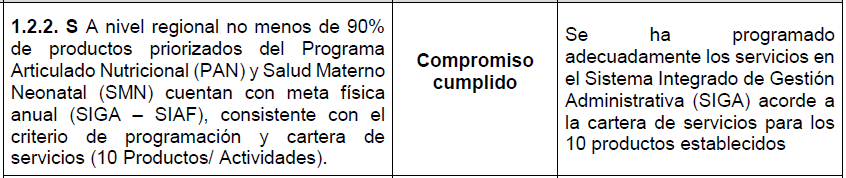 1.2.2. S A nivel regional no menos de 90%
de productos priorizados del Programa
Articulado Nutricional (PAN) y Salud Materno
Neonatal (SMN) cuentan con meta física
anual (SIGA – SIAF), consistente con el
criterio de programación y cartera de
servicios (10 Productos/ Actividades).
Compromiso
cumplido
Se ha programado
adecuadamente los servicios en
el Sistema Integrado de Gestión
Administrativa (SIGA) acorde a
la cartera de servicios para los
10 productos establecidos